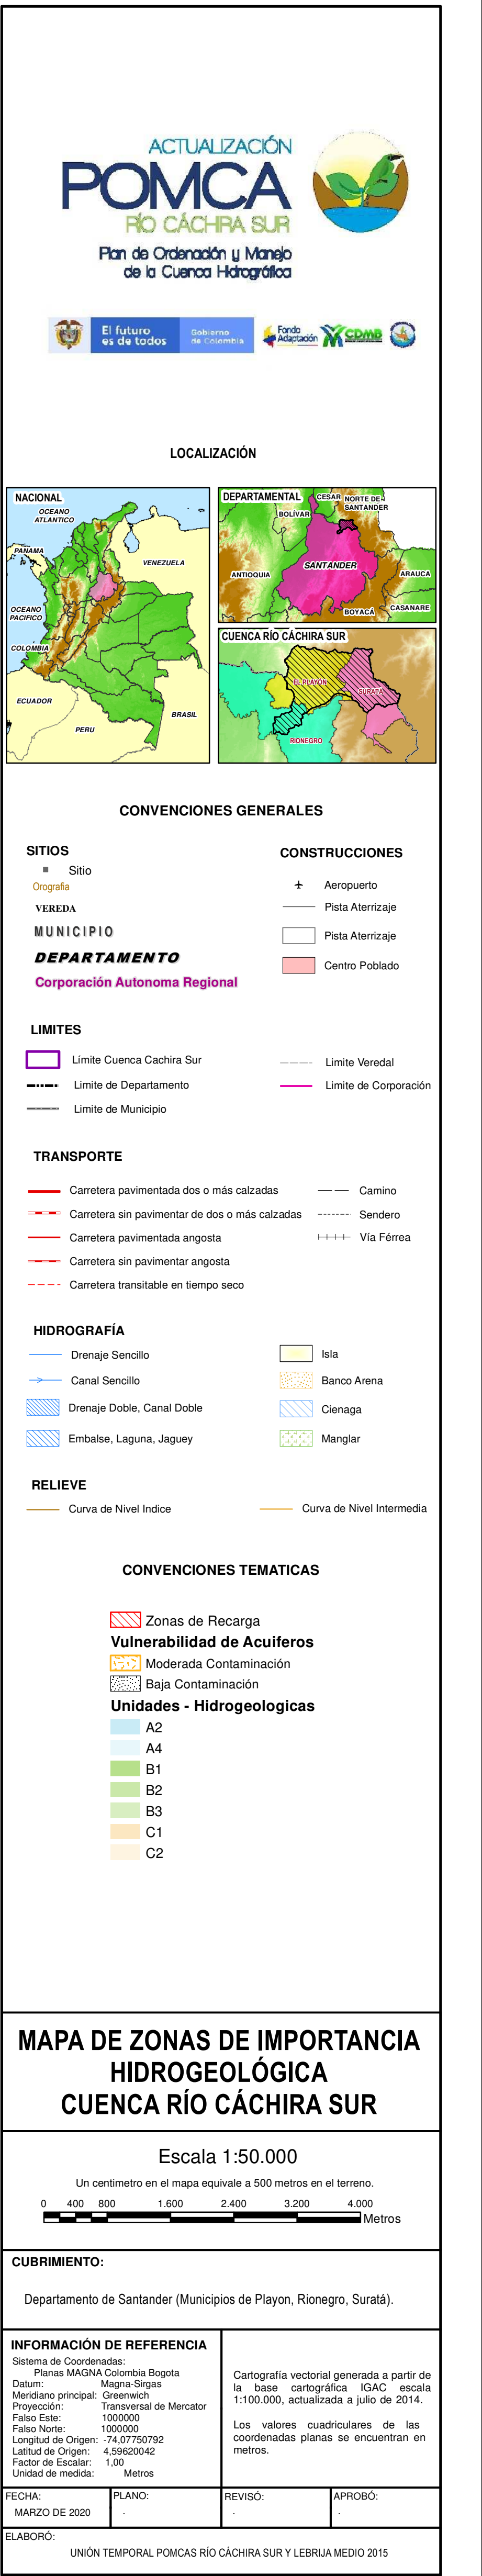 ACTUALIZACIÓN
POMCA
RÍO CÁCHIRA SUR
Plan de Ordenación y Manejo
de la Cuenca Hidrográfica
El futuro
es de todos
Gobierno
de Colombia
Fondo
Adaptación
CDMB
LOCALIZACIÓN
NACIONAL
OCEANO
ATLANTICO
PANAMA
VENEZUELA
OCEANO
PACIFICO
COLOMBIA
ECUADOR
BRASIL
PERU
DEPARTAMENTAL
CESAR
NORTE DE
SANTANDER
BOLÍVAR
SANTANDER
ANTIOQUIA
ARAUCA
BOYACÁ
CASANARE
CUENCA RÍO CÁCHIRA SUR
EL PLAYÓN
SURATÁ
RIONEGRO
CONVENCIONES GENERALES
SITIOS
Sitio
Orografia
VEREDA
MUNICIPIO
DEPARTAMENTO
Corporación Autonoma Regional
CONSTRUCCIONES
Aeropuerto
Pista Aterrizaje
Pista Aterrizaje
Centro Poblado
LIMITES
Límite Cuenca Cachira Sur
Limite de Departamento
Limite de Municipio
Limite Veredal
Limite de Corporación
TRANSPORTE
Carretera pavimentada dos o más calzadas
Carretera sin pavimentar de dos o más calzadas
Carretera pavimentada angosta
Carretera sin pavimentar angosta
Carretera transitable en tiempo seco
Camino
Sendero
Vía Férrea
HIDROGRAFÍA
Drenaje Sencillo
Canal Sencillo
Drenaje Doble, Canal Doble
Embalse, Laguna, Jaguey
Isla
Banco Arena
Cienaga
Manglar
RELIEVE
Curva de Nivel Indice
Curva de Nivel Intermedia
CONVENCIONES TEMATICAS
Zonas de Recarga
Vulnerabilidad de Acuiferos
Moderada Contaminación
Baja Contaminación
Unidades - Hidrogeologicas
A2
A4
B1
B2
B3
C1
C2
MAPA DE ZONAS DE IMPORTANCIA
HIDROGEOLÓGICA
CUENCA RÍO CÁCHIRA SUR
Escala 1:50.000
Un centimetro en el mapa equivale a 500 metros en el terreno.
0 400 800 1.600 2.400 3.200 4.000
Metros
CUBRIMIENTO:
Departamento de Santander (Municipios de Playon, Rionegro, Suratá).
INFORMACIÓN DE REFERENCIA
Sistema de Coordenadas:
Planas MAGNA Colombia Bogota
Datum: Magna-Sirgas
Meridiano principal: Greenwich
Proyección: Transversal de Mercator
Falso Este: 1000000
Falso Norte: 1000000
Longitud de Origen: -74,07750792
Latitud de Origen: 4,59620042
Factor de Escalar: 1,00
Unidad de medida: Metros
Cartografía vectorial generada a partir de
la base cartográfica IGAC escala
1:100.000, actualizada a julio de 2014.
Los valores cuadriculares de las
coordenadas planas se encuentran en
metros.
FECHA:
MARZO DE 2020
PLANO:
.
REVISÓ:
.
APROBÓ:
.
ELABORÓ:
UNIÓN TEMPORAL POMCAS RÍO CÁCHIRA SUR Y LEBRIJA MEDIO 2015